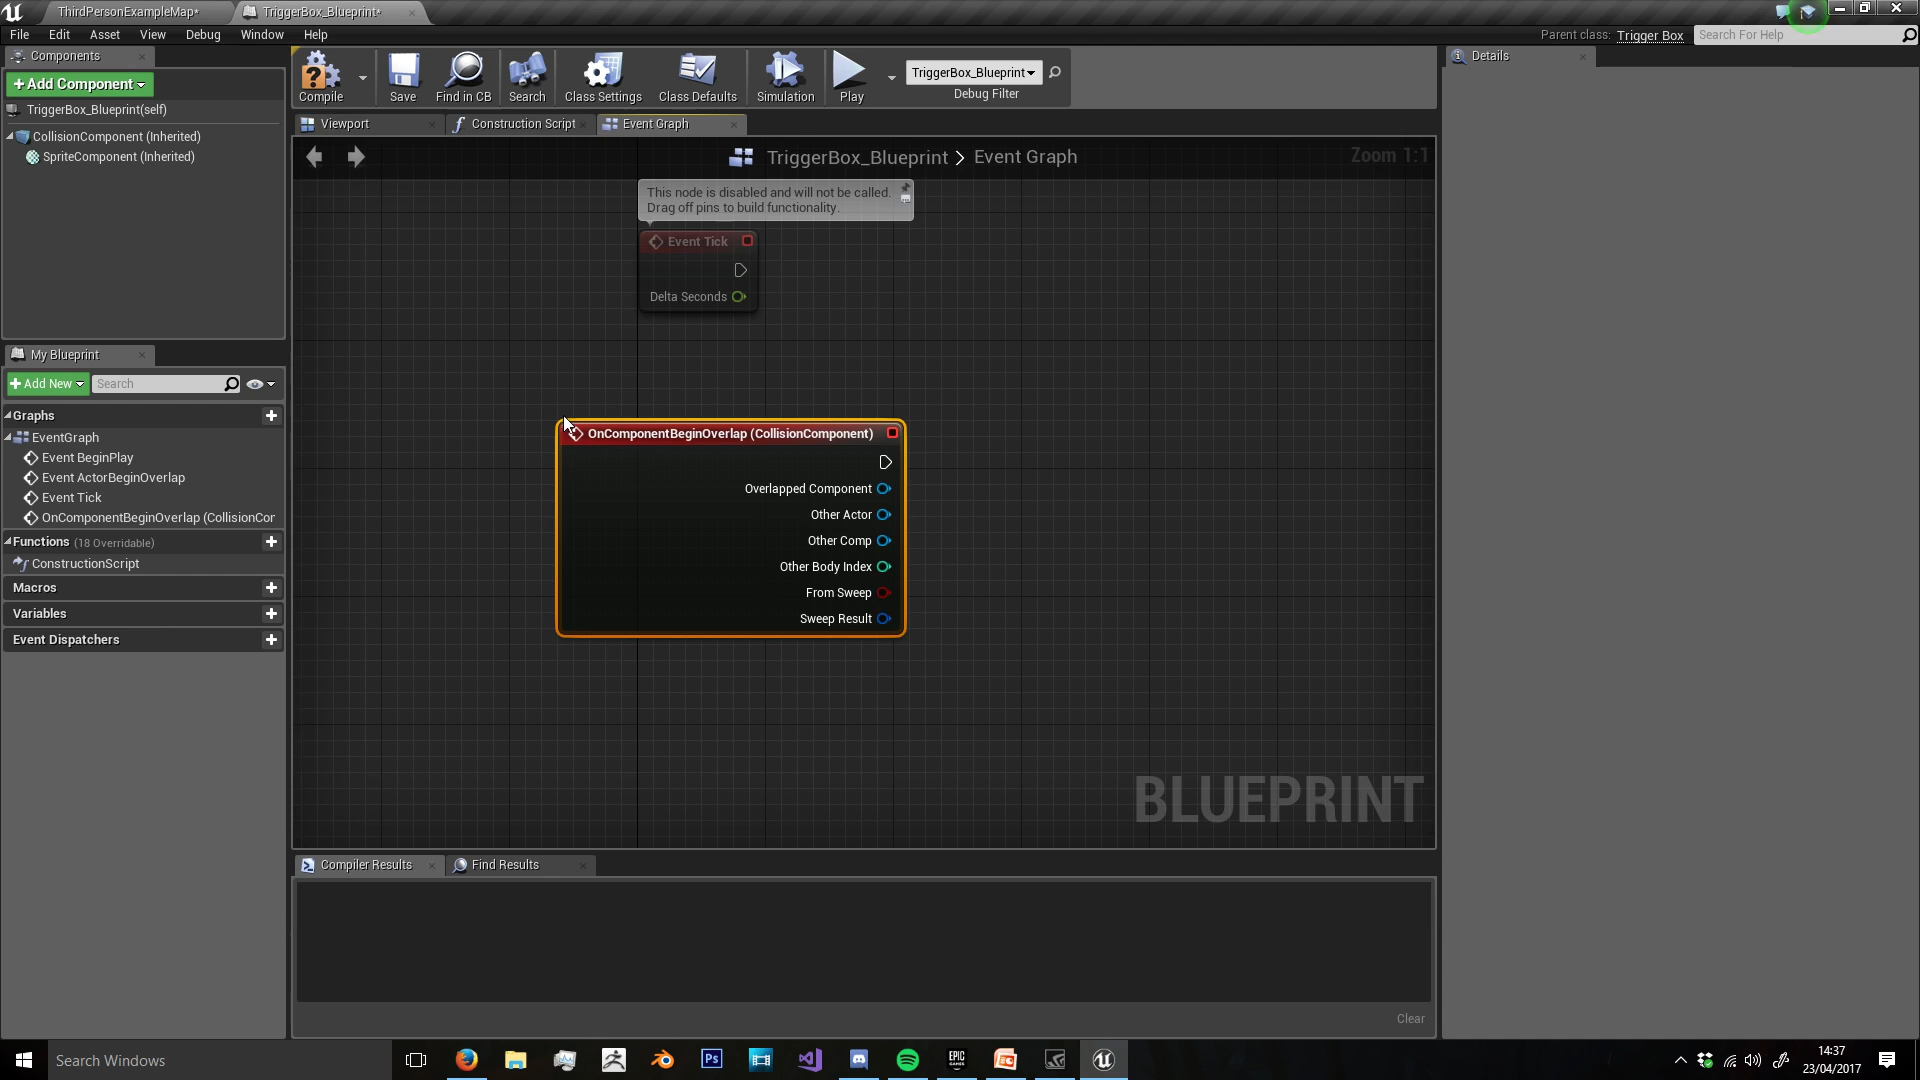 ThirdPersonExampleMap*
TriggerBox_Blueprint*
File Edit Asset View Debug Window Help
Parent class: Trigger Box
Search For Help
Components
+Add Component
TriggerBox_Blueprint(self)
CollisionComponent (Inherited)
SpriteComponent (Inherited)
Compile
Save
Find in CB
Search
Class Settings
Class Defaults
Simulation
Play
TriggerBox_Blueprint
Debug Filter
Details
Viewport
Construction Script
Event Graph
TriggerBox_Blueprint > Event Graph
Zoom 1:1
This node is disabled and will not be called.
Drag off pins to build functionality.
Event Tick
Delta Seconds
OnComponentBeginOverlap (CollisionComponent)
Overlapped Component
Other Actor
Other Comp
Other Body Index
From Sweep
Sweep Result
BLUEPRINT
My Blueprint
+Add New
Search
Graphs
EventGraph
Event BeginPlay
Event ActorBeginOverlap
Event Tick
OnComponentBeginOverlap (CollisionCor
Functions (18 Overridable)
ConstructionScript
Macros
Variables
Event Dispatchers
Compiler Results
Find Results
Clear
Search Windows
Ps
EPIC
GAMES
14:37
23/04/2017